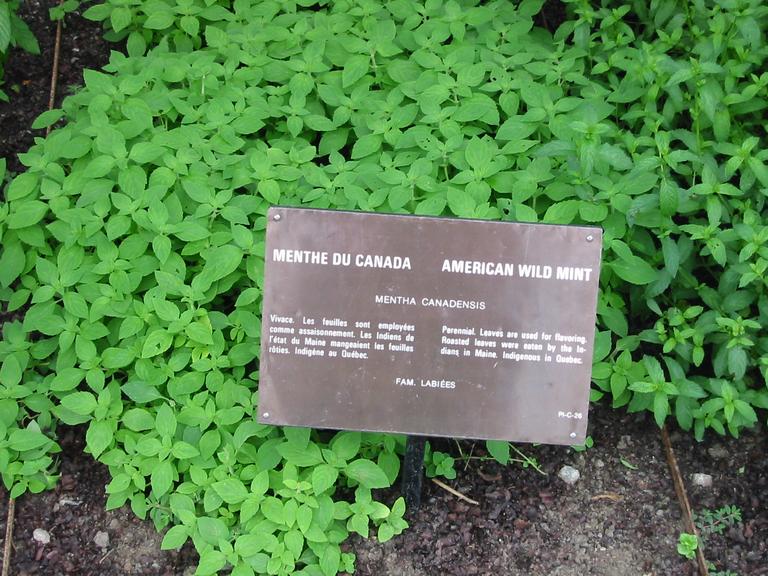 MENTHE DU CANADA
AMERICAN WILD MINT
MENTHA CANADENSIS
Vivace. Les feuilles sont employées
comme assaisonnement. Les Indiens de
l'état du Maine mangeaient les feuilles
rôties. Indigène au Québec.
Perennial. Leaves are used for flavoring.
Roasted leaves were eaten by the In-
dians in Maine. Indigenous in Quebec.
FAM. LABIÉES
PI-C-26